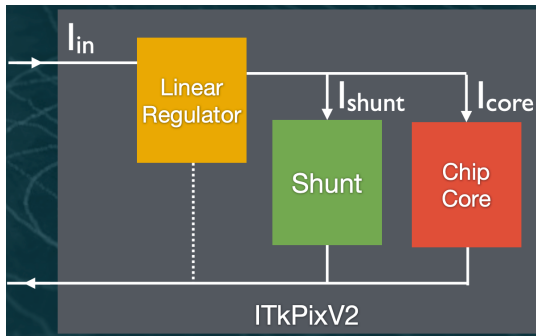 Iin
Linear
Regulator
Ishunt
Icore
Shunt
Chip
Core
ITkPixV2